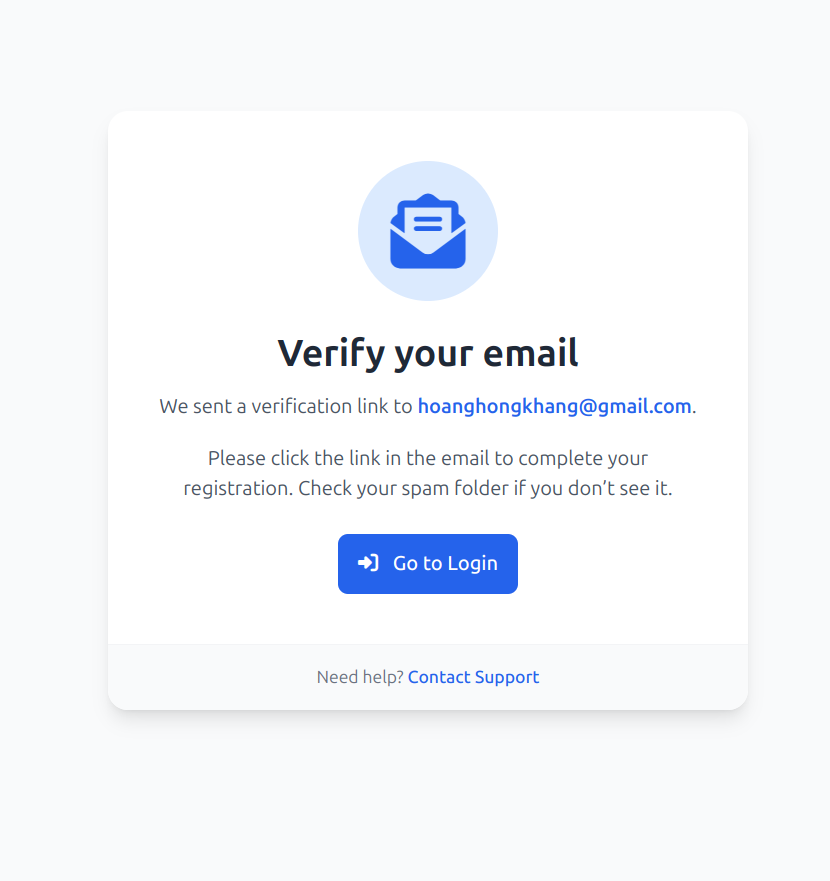 Verify your email
We sent a verification link to hoanghongkhang@gmail.com.
Please click the link in the email to complete your
registration. Check your spam folder if you don’t see it.
Go to Login
Need help? Contact Support